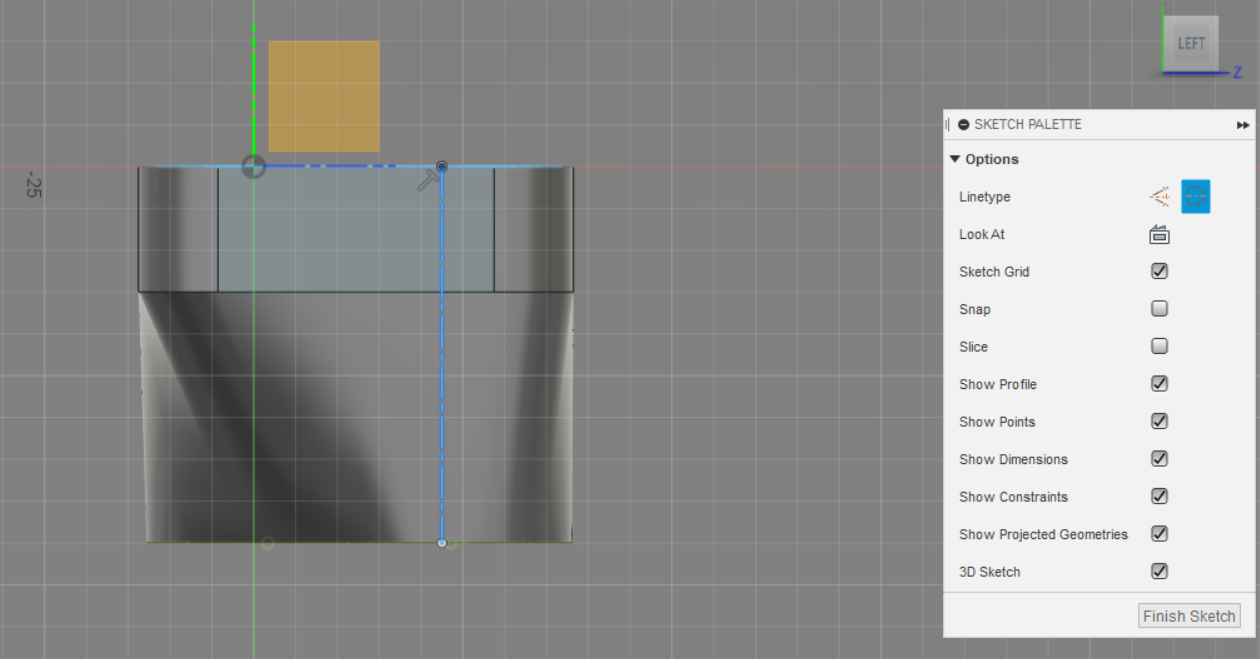 LEFT
Z
-25
SKETCH PALETTE
Options
Linetype
Look At
Sketch Grid
Snap
Slice
Show Profile
Show Points
Show Dimensions
Show Constraints
Show Projected Geometries
3D Sketch
Finish Sketch